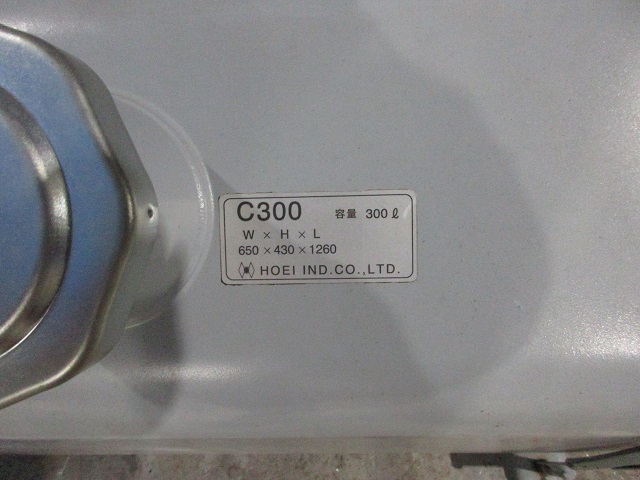 C300 容量 300ℓ
W × H × L
650 × 430 × 1260
HOEI IND.CO.,LTD.